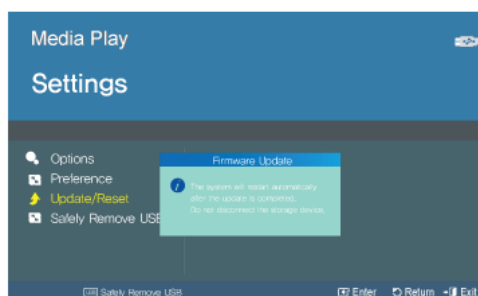 Media Play
Settings
Options
Preference
Update/Reset
Safely Remove USB
Firmware Update
The system will restart automatically
after the update is completed.
Do not disconnect the storage device.
Safely Remove USB
Enter Return Exit